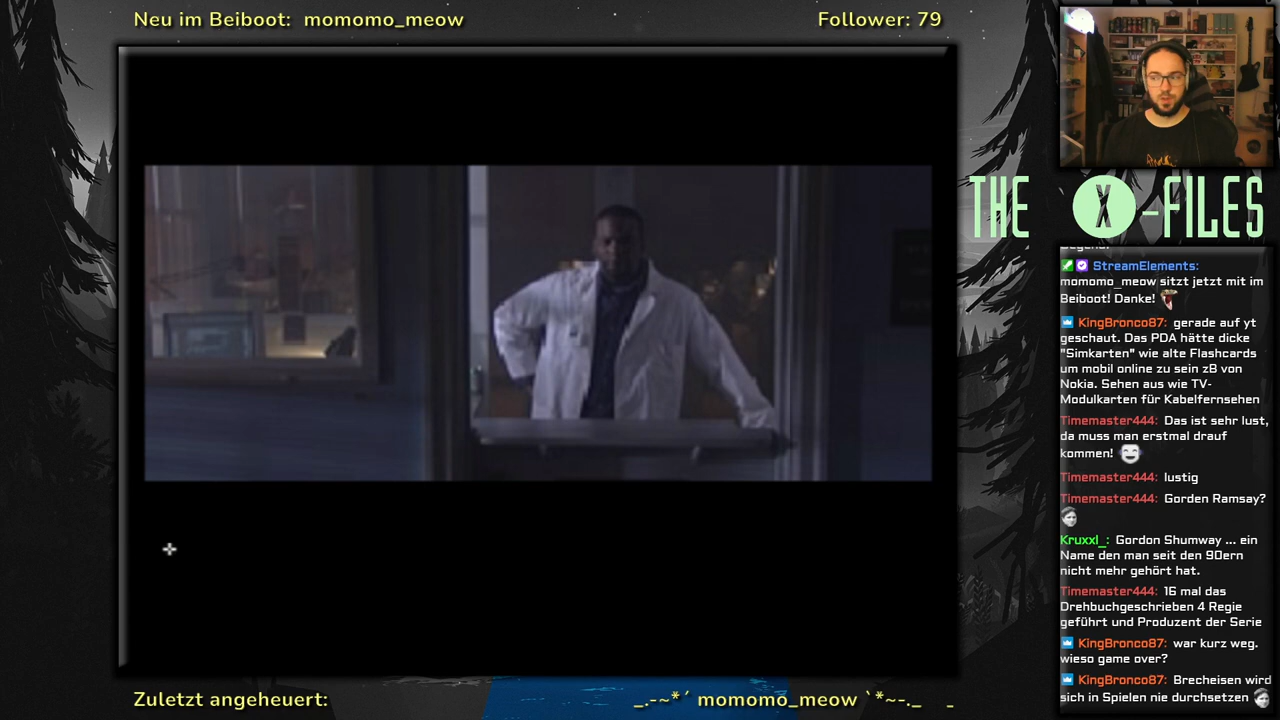 Neu im Beiboot: momomo_meow
Follower: 79
THE X-FILES
StreamElements:
momomo_meow sitzt jetzt mit im
Beiboot! Danke!
KingBronco87: gerade auf yt
geschaut. Das PDA hätte dicke
"Simkarten" wie alte Flashcards
um mobil online zu sein zB von
Nokia. Sehen aus wie TV-
Modulkarten für Kabelfernsehen
Timemaster444: Das ist sehr lust,
da muss man erstmal drauf
kommen!
Timemaster444: lustig
Timemaster444: Gorden Ramsay?
Kruxxl_: Gordon Shumway ... ein
Name den man seit den 90ern
nicht mehr gehört hat.
Timemaster444: 16 mal das
Drehbuchgeschrieben 4 Regie
geführt und Produzent der Serie
KingBronco87: war kurz weg.
wieso game over?
KingBronco87: Brecheisen wird
sich in Spielen nie durchsetzen
Zuletzt angeheuert: _.-~*´ momomo_meow `*~-._ _